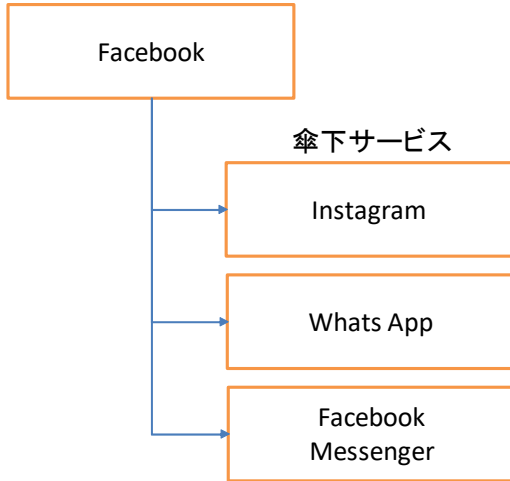 Facebook
傘下サービス
Instagram
Whats App
Facebook
Messenger